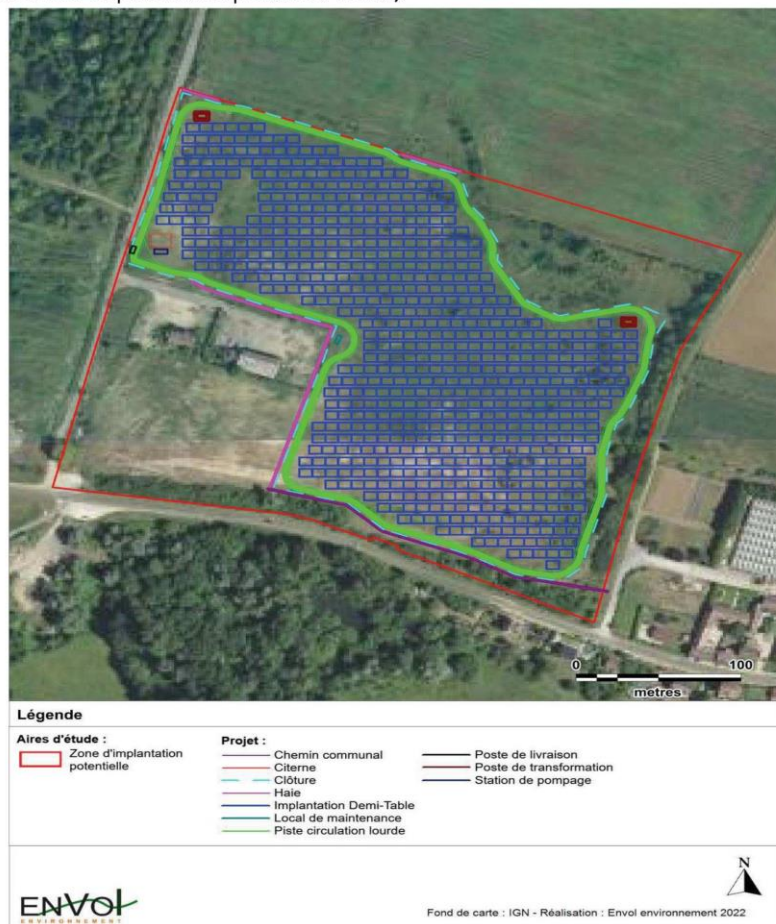 0
100
metres
Légende
Aires d'étude :
Zone d'implantation
potentielle
Projet :
Chemin communal
Citerne
Clôture
Haie
Implantation Demi-Table
Local de maintenance
Piste circulation lourde
Poste de livraison
Poste de transformation
Station de pompage
N
ENVOl
ENVIRONNEMENT
Fond de carte : IGN - Réalisation : Envol environnement 2022